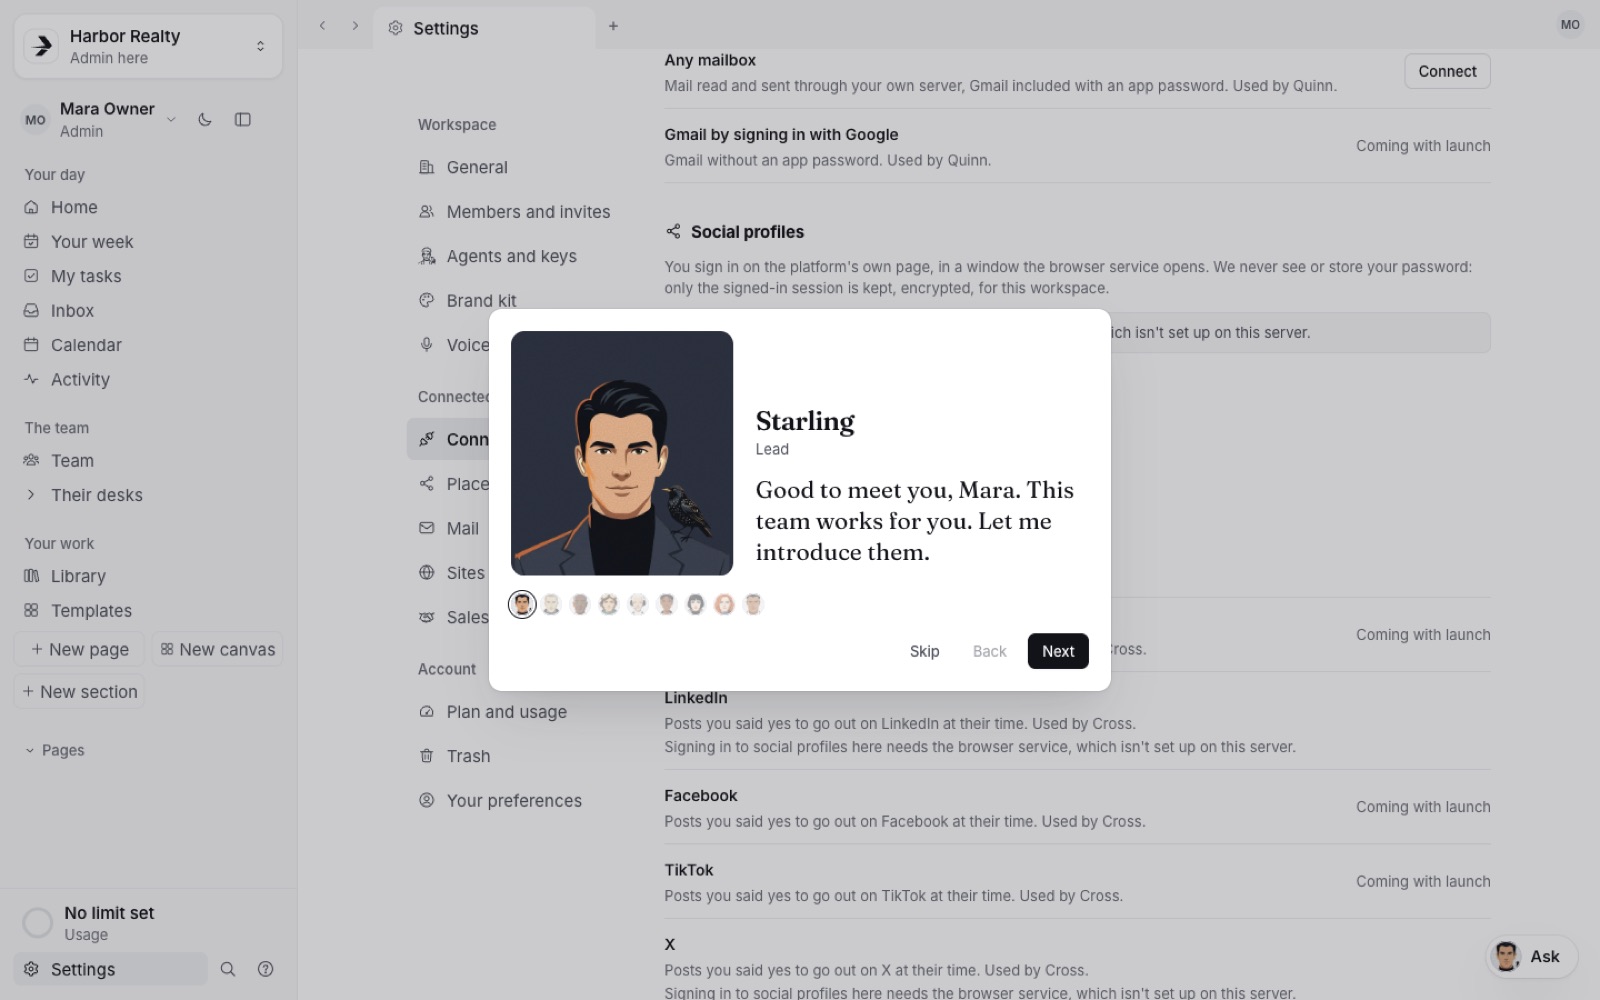 Harbor Realty
Admin here
MO
Mara Owner
Admin
Your day
Home
Your week
My tasks
Inbox
Calendar
Activity
The team
Team
Their desks
Your work
Library
Templates
+ New page
New canvas
+ New section
Pages
No limit set
Usage
Settings
Settings
+
MO
Workspace
General
Members and invites
Agents and keys
Brand kit
Voice
Connected
Conn
Place
Mail
Sites
Sales
Account
Plan and usage
Trash
Your preferences
Any mailbox
Mail read and sent through your own server, Gmail included with an app password. Used by Quinn.
Connect
Gmail by signing in with Google
Gmail without an app password. Used by Quinn.
Coming with launch
Social profiles
You sign in on the platform's own page, in a window the browser service opens. We never see or store your password:
only the signed-in session is kept, encrypted, for this workspace.
ich isn't set up on this server.
Starling
Lead
Good to meet you, Mara. This
team works for you. Let me
introduce them.
Skip
Back
Next
Coming with launch
Cross.
LinkedIn
Posts you said yes to go out on LinkedIn at their time. Used by Cross.
Signing in to social profiles here needs the browser service, which isn't set up on this server.
Facebook
Posts you said yes to go out on Facebook at their time. Used by Cross.
Coming with launch
TikTok
Posts you said yes to go out on TikTok at their time. Used by Cross.
Coming with launch
X
Posts you said yes to go out on X at their time. Used by Cross.
Signing in to social profiles here needs the browser service, which isn't set up on this server.
Ask